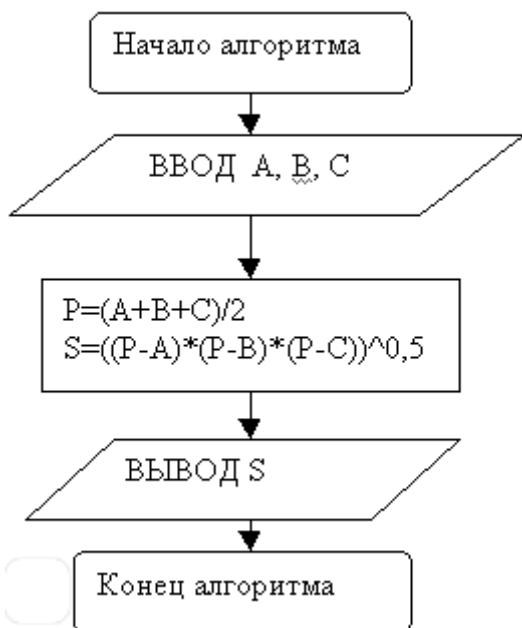 Начало алгоритма
ВВОД А, В, С
P=(A+B+C)/2
S=((P-A)*(P-B)*(P-C))^0,5
ВЫВОД S
Конец алгоритма